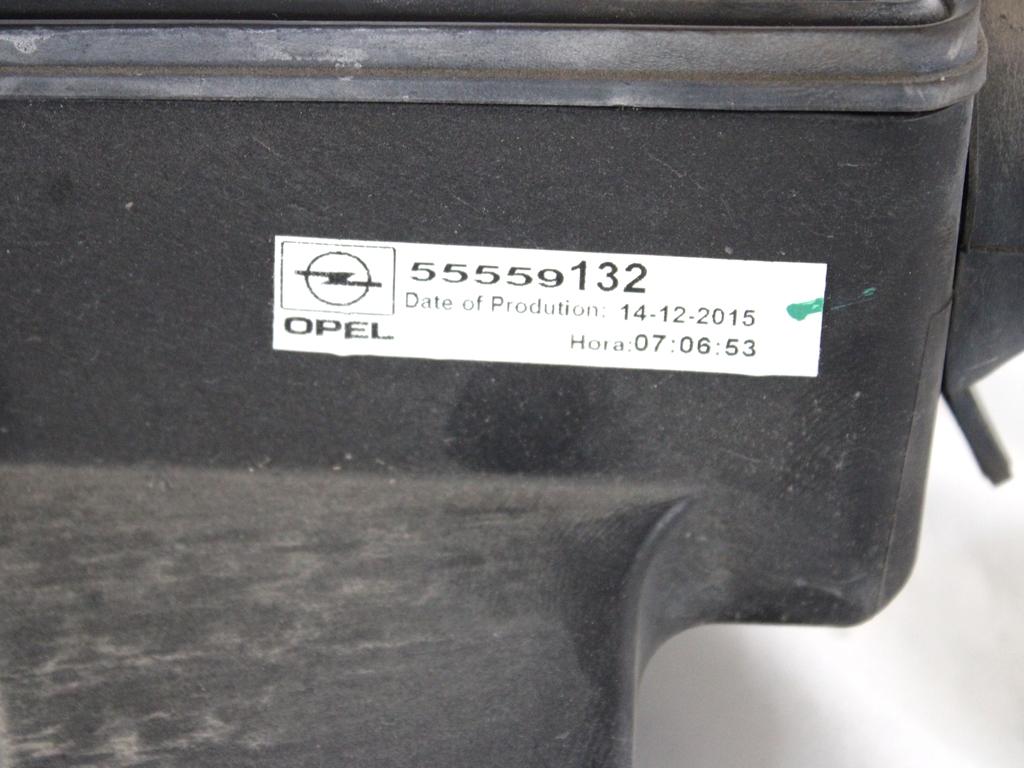 55559132
Date of Prodution: 14-12-2015
Hora:07:06:53
OPEL